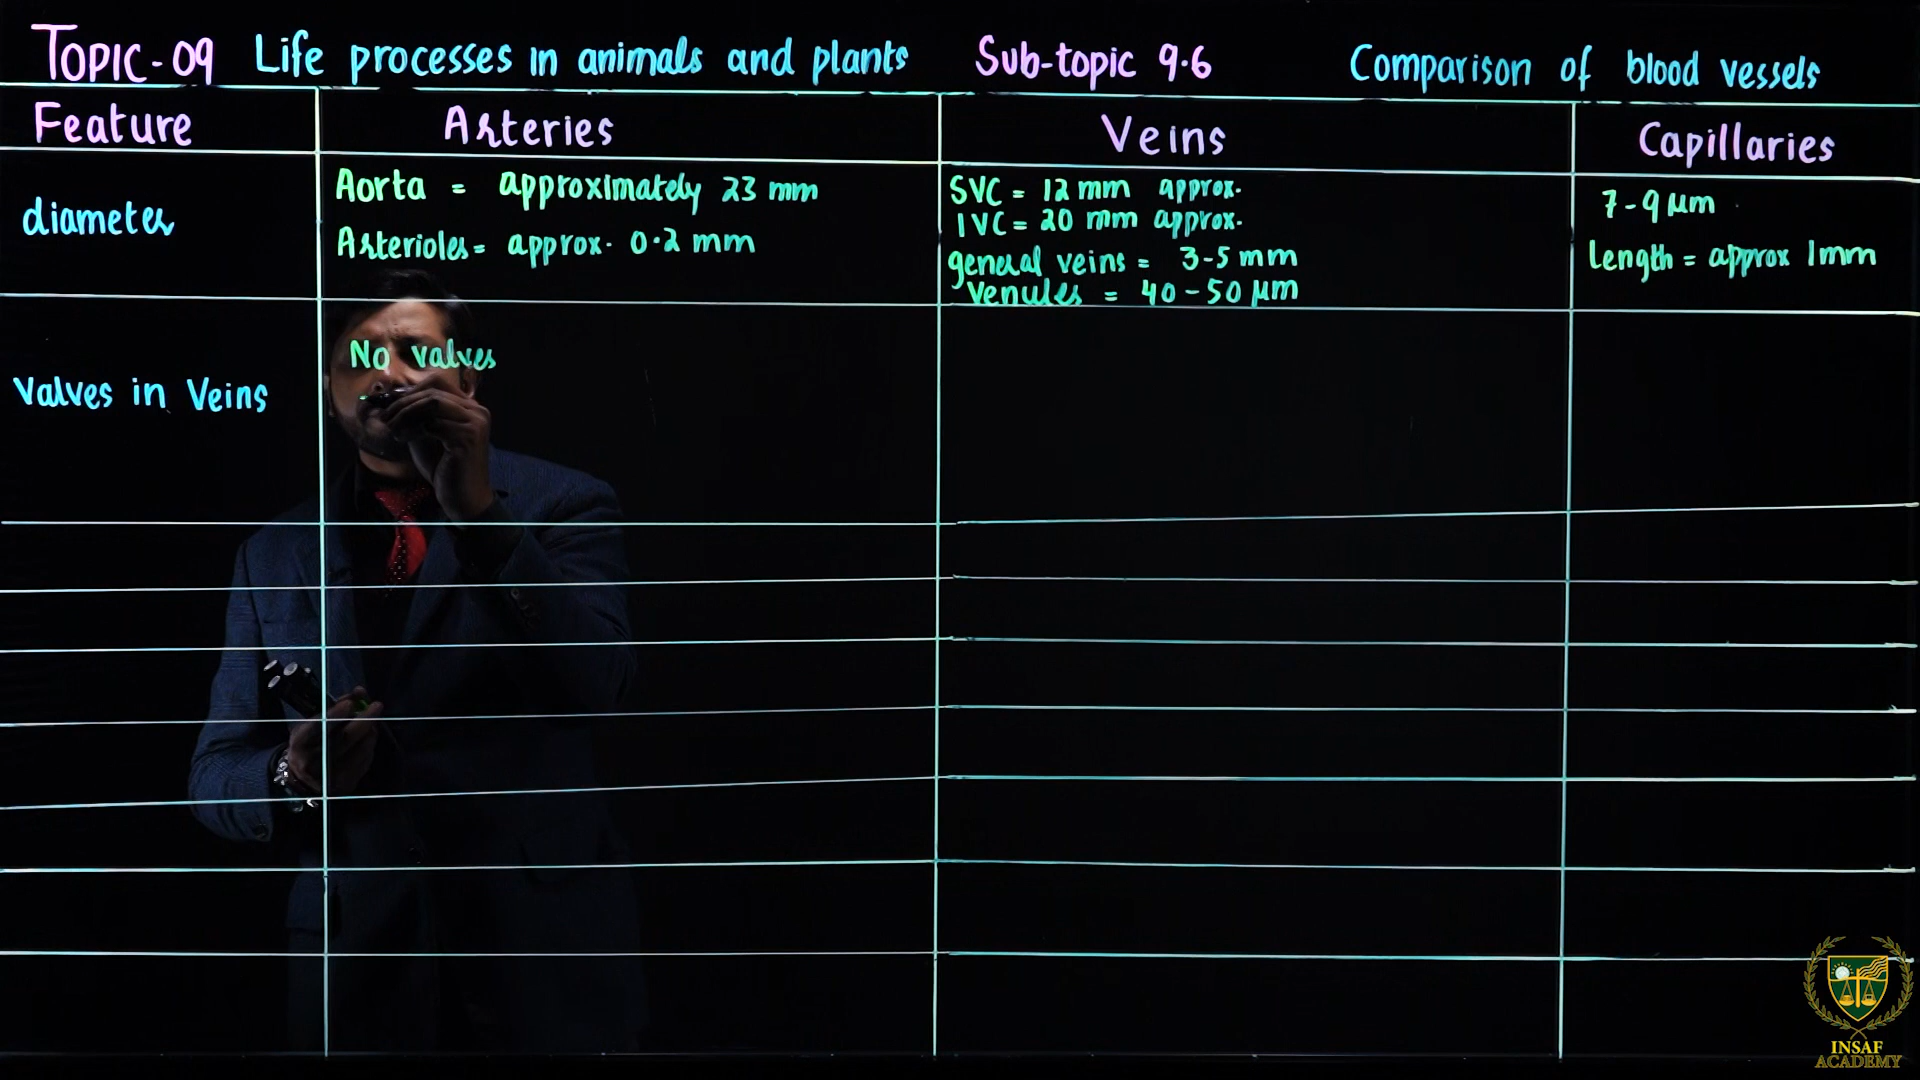 TOPIC-09 Life processes in animals and plants Sub-topic 9.6 Comparison of blood vessels
Feature Arteries Veins Capillaries
diameter
Aorta = approximately 23 mm
Arterioles = approx. 0.2 mm
SVC = 12 mm approx.
IVC = 20 mm approx.
general veins = 3-5 mm
venules = 40-50 μm
7-9 μm
Length = approx 1mm
Valves in Veins
No valves
INSAF
ACADEMY